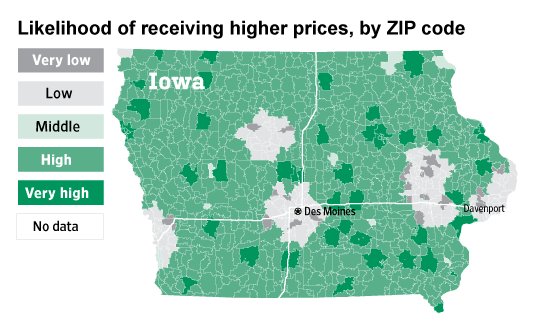 Likelihood of receiving higher prices, by ZIP code
Very low
Low
Middle
High
Very high
No data
Iowa
Des Moines
Davenport